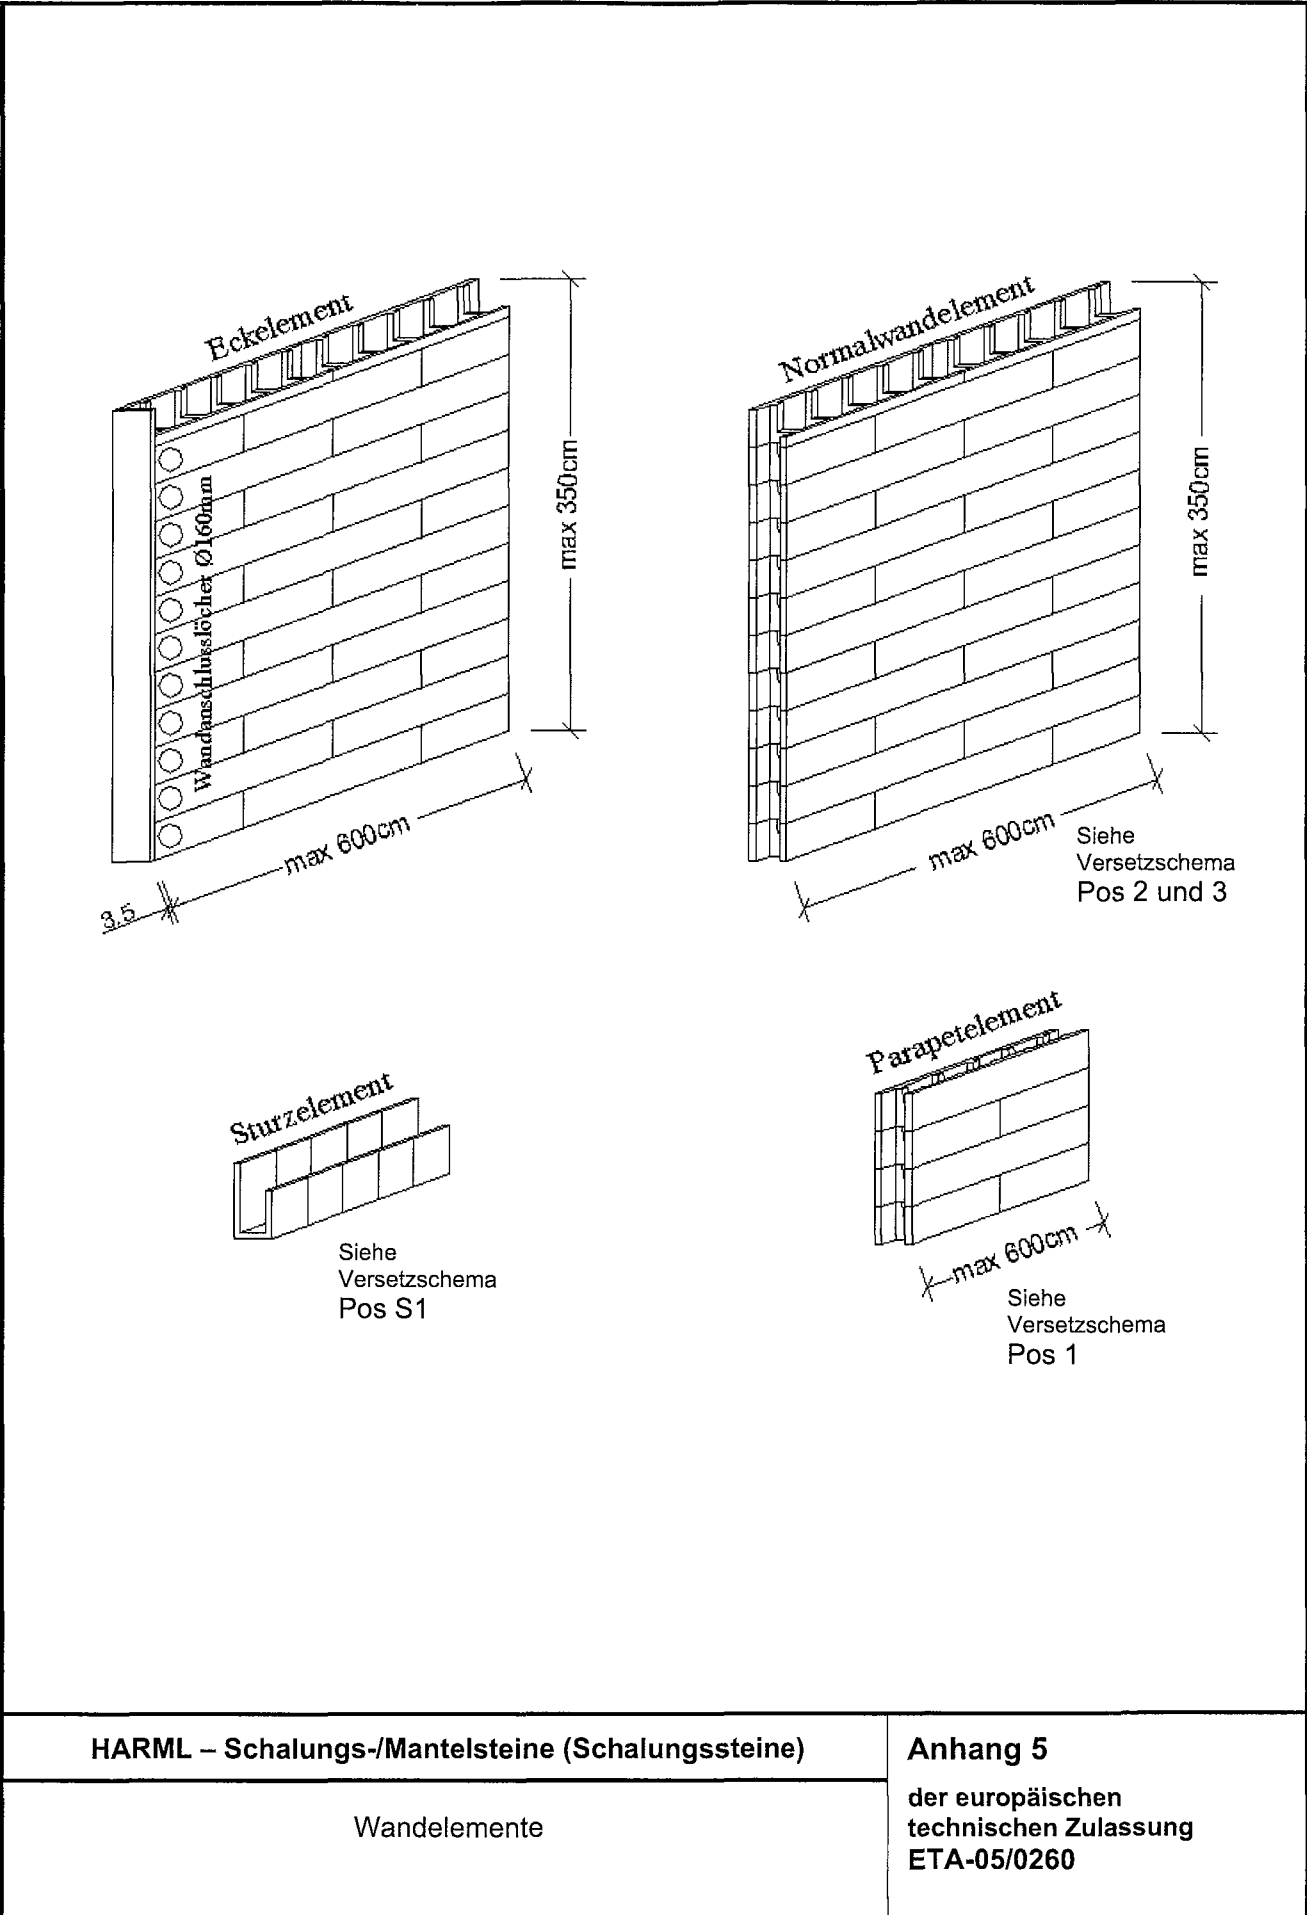 Eckelement
max 350cm
Wandanschlusslöcher Ø160mm
max 600cm
3.5
Normalwandelement
max 350cm
max 600cm
Siehe
Versetzschema
Pos 2 und 3
Sturzelement
Siehe
Versetzschema
Pos S1
Parapetelement
max 600cm
Siehe
Versetzschema
Pos 1
HARML – Schalungs-/Mantelsteine (Schalungssteine)
Wandelemente
Anhang 5
der europäischen
technischen Zulassung
ETA-05/0260